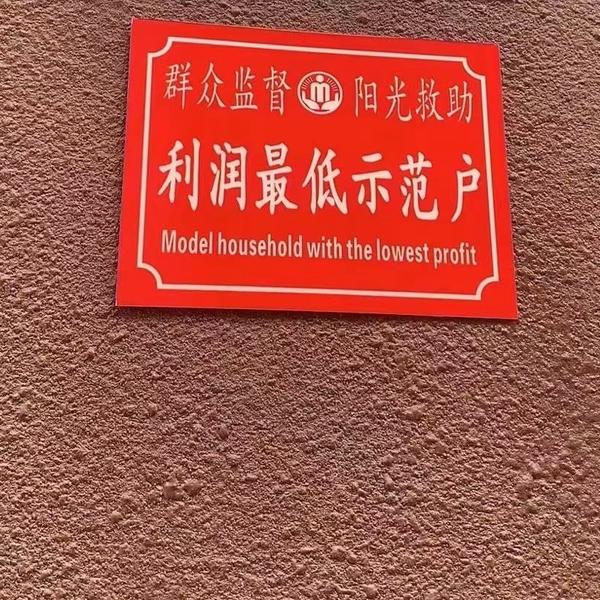 群众监督 阳光救助
利润最低示范户
Model household with the lowest profit